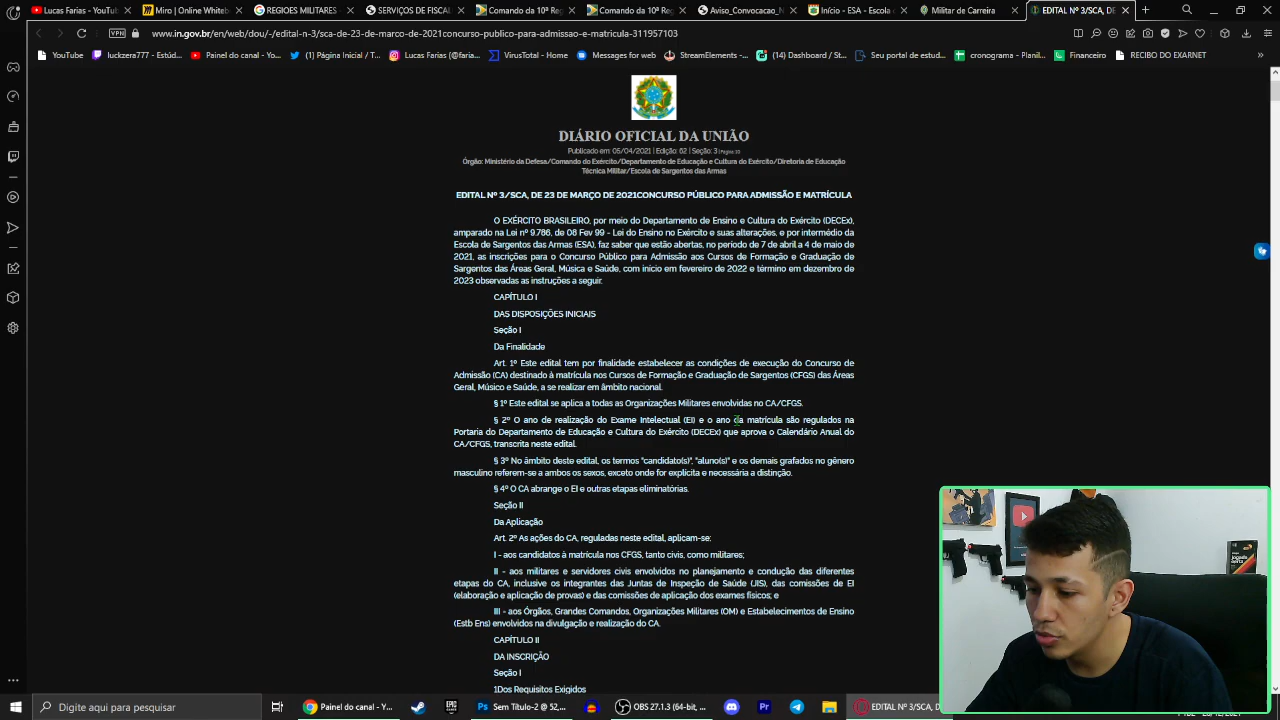 Lucas Farias - YouTu
Miro | Online Whiteb
REGIOES MILITARES
SERVIÇOS DE FISCAL
Comando da 10ª Rep
Comando da 10ª Reg
Aviso_Convocacao_N
Início - ESA - Escola
Militar de Carreira
EDITAL Nº 3/SCA, DE
VPN
www.in.gov.br/en/web/dou/-/edital-n-3/sca-de-23-de-marco-de-2021concurso-publico-para-admissao-e-matricula-311957103
YouTube
luckzera777 - Estúd...
Painel do canal - Yo...
(1) Página Inicial / T...
Lucas Farias (@faria...
VirusTotal - Home
Messages for web
StreamElements - ...
(14) Dashboard / St...
Seu portal de estud...
cronograma - Planil...
Financeiro
RECIBO DO EXARNET
DIÁRIO OFICIAL DA UNIÃO
Publicado em: 05/04/2021 | Edição: 62 | Seção: 3 | Página: 10
Órgão: Ministério da Defesa/Comando do Exército/Departamento de Educação e Cultura do Exército/Diretoria de Educação
Técnica Militar/Escola de Sargentos das Armas
EDITAL Nº 3/SCA, DE 23 DE MARÇO DE 2021CONCURSO PÚBLICO PARA ADMISSÃO E MATRÍCULA
O EXÉRCITO BRASILEIRO, por meio do Departamento de Ensino e Cultura do Exército (DECEx),
amparado na Lei nº 9.786, de 08 Fev 99 - Lei do Ensino no Exército e suas alterações, e por intermédio da
Escola de Sargentos das Armas (ESA), faz saber que estão abertas, no período de 7 de abril a 4 de maio de
2021, as inscrições para o Concurso Público para Admissão aos Cursos de Formação e Graduação de
Sargentos das Áreas Geral, Música e Saúde, com início em fevereiro de 2022 e término em dezembro de
2023 observadas as instruções a seguir.
CAPÍTULO I
DAS DISPOSIÇÕES INICIAIS
Seção I
Da Finalidade
Art. 1º Este edital tem por finalidade estabelecer as condições de execução do Concurso de
Admissão (CA) destinado à matrícula nos Cursos de Formação e Graduação de Sargentos (CFGS) das Áreas
Geral, Músico e Saúde, a se realizar em âmbito nacional.
§ 1º Este edital se aplica a todas as Organizações Militares envolvidas no CA/CFGS.
§ 2º O ano de realização do Exame Intelectual (EI) e o ano da matrícula são regulados na
Portaria do Departamento de Educação e Cultura do Exército (DECEx) que aprova o Calendário Anual do
CA/CFGS, transcrita neste edital.
§ 3º No âmbito deste edital, os termos "candidato(s)", "aluno(s)" e os demais grafados no gênero
masculino referem-se a ambos os sexos, exceto onde for explícita e necessária a distinção.
§ 4º O CA abrange o EI e outras etapas eliminatórias.
Seção II
Da Aplicação
Art. 2º As ações do CA, reguladas neste edital, aplicam-se:
I - aos candidatos à matrícula nos CFGS, tanto civis, como militares;
II - aos militares e servidores civis envolvidos no planejamento e condução das diferentes
etapas do CA, inclusive os integrantes das Juntas de Inspeção de Saúde (JIS), das comissões de EI
(elaboração e aplicação de provas) e das comissões de aplicação dos exames físicos; e
III - aos Órgãos, Grandes Comandos, Organizações Militares (OM) e Estabelecimentos de Ensino
(Estb Ens) envolvidos na divulgação e realização do CA.
CAPÍTULO II
DA INSCRIÇÃO
Seção I
1Dos Requisitos Exigidos
Digite aqui para pesquisar
Painel do canal - Yo...
Sem Título-2 @ 52,...
OBS 27.1.3 (64-bit, ...
EDITAL Nº 3/SCA, D...